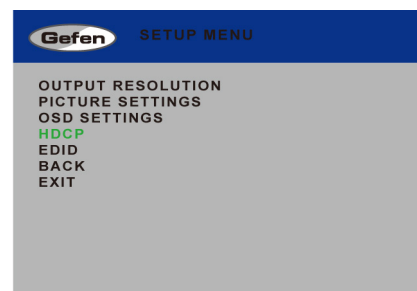 Gefen SETUP MENU
OUTPUT RESOLUTION
PICTURE SETTINGS
OSD SETTINGS
HDCP
EDID
BACK
EXIT